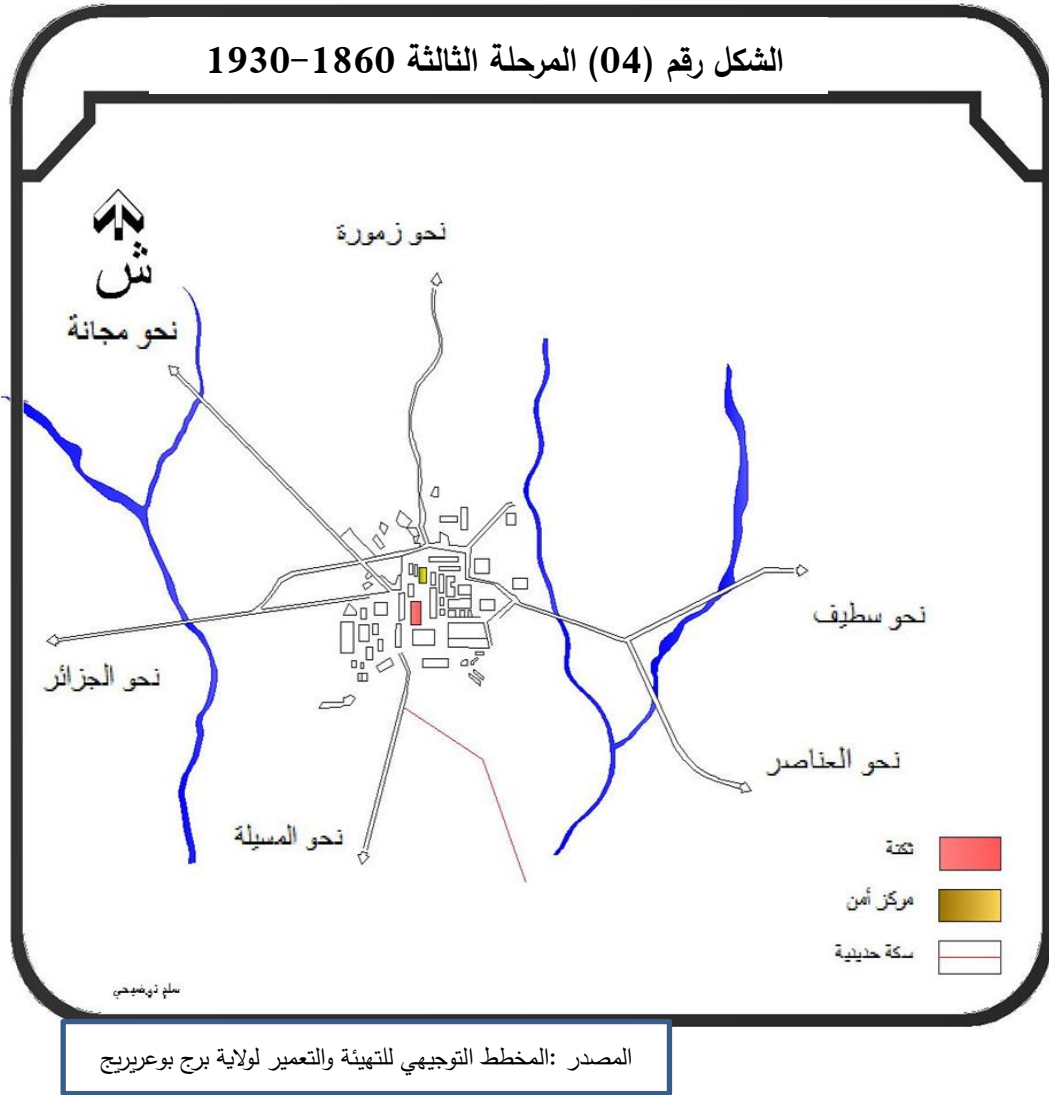 الشكل رقم (04) المرحلة الثالثة 1860-1930
نحو زمورة
ش
نحو مجانة
نحو سطيف
نحو الجزائر
نحو العناصر
نحو المسيلة
ثكنة
مركز أمن
سكة حديدية
سلم توضيحي
المصدر :المخطط التوجيهي للتهيئة والتعمير لولاية برج بوعريريج